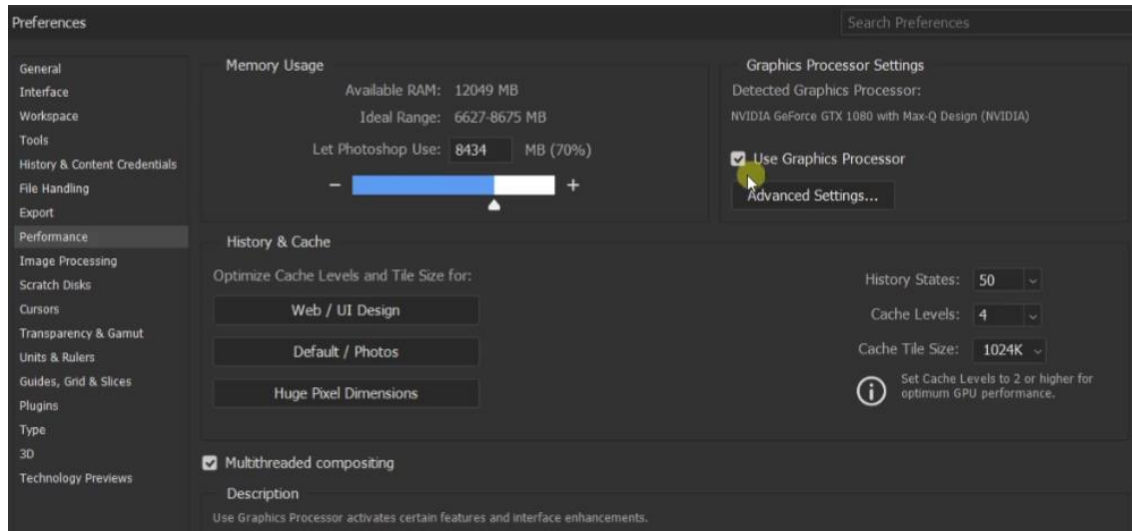 Preferences
Search Preferences
General
Interface
Workspace
Tools
History & Content Credentials
File Handling
Export
Performance
Image Processing
Scratch Disks
Cursors
Transparency & Gamut
Units & Rulers
Guides, Grid & Slices
Plugins
Type
3D
Technology Previews
Memory Usage
Available RAM: 12049 MB
Ideal Range: 6627-8675 MB
Let Photoshop Use: 8434 MB (70%)
− +
Graphics Processor Settings
Detected Graphics Processor:
NVIDIA GeForce GTX 1080 with Max-Q Design (NVIDIA)
Use Graphics Processor
Advanced Settings...
History & Cache
Optimize Cache Levels and Tile Size for:
Web / UI Design
Default / Photos
Huge Pixel Dimensions
History States: 50
Cache Levels: 4
Cache Tile Size: 1024K
Set Cache Levels to 2 or higher for
optimum GPU performance.
Multithreaded compositing
Description
Use Graphics Processor activates certain features and interface enhancements.